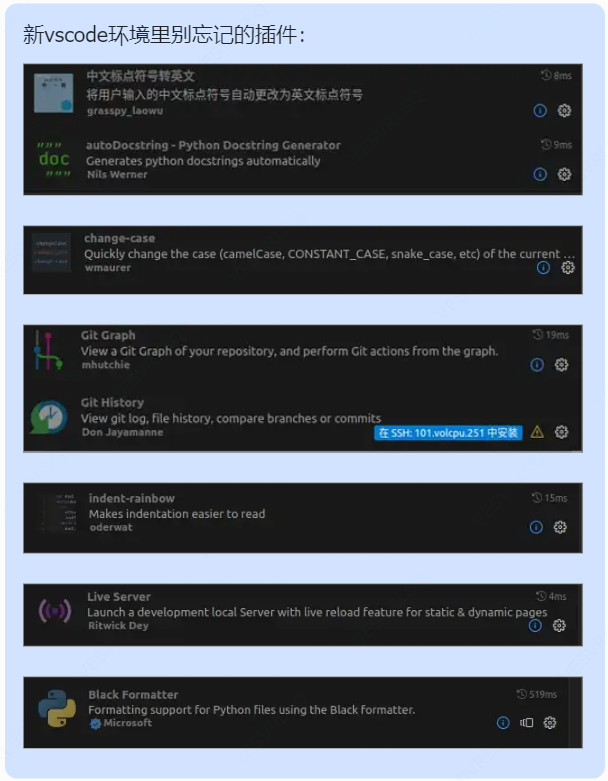 新vscode环境里别忘记的插件：
中文标点符号转英文
8ms
将用户输入的中文标点符号自动更改为英文标点符号
grasspy_laowu
autoDocstring - Python Docstring Generator
9ms
Generates python docstrings automatically
Nils Werner
change-case
Quickly change the case (camelCase, CONSTANT_CASE, snake_case, etc) of the current ...
wmaurer
Git Graph
19ms
View a Git Graph of your repository, and perform Git actions from the graph.
mhutchie
Git History
View git log, file history, compare branches or commits
Don Jayamanne
在 SSH: 101.volcpu.251 中安装
indent-rainbow
15ms
Makes indentation easier to read
oderwat
Live Server
4ms
Launch a development local Server with live reload feature for static & dynamic pages
Ritwick Dey
Black Formatter
519ms
Formatting support for Python files using the Black formatter.
Microsoft